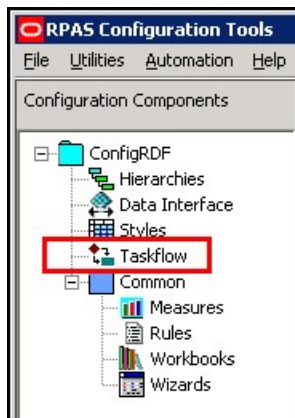 RPAS Configuration Tools
File Utilities Automation Help
Configuration Components
ConfigRDF
Hierarchies
Data Interface
Styles
Taskflow
Common
Measures
Rules
Workbooks
Wizards